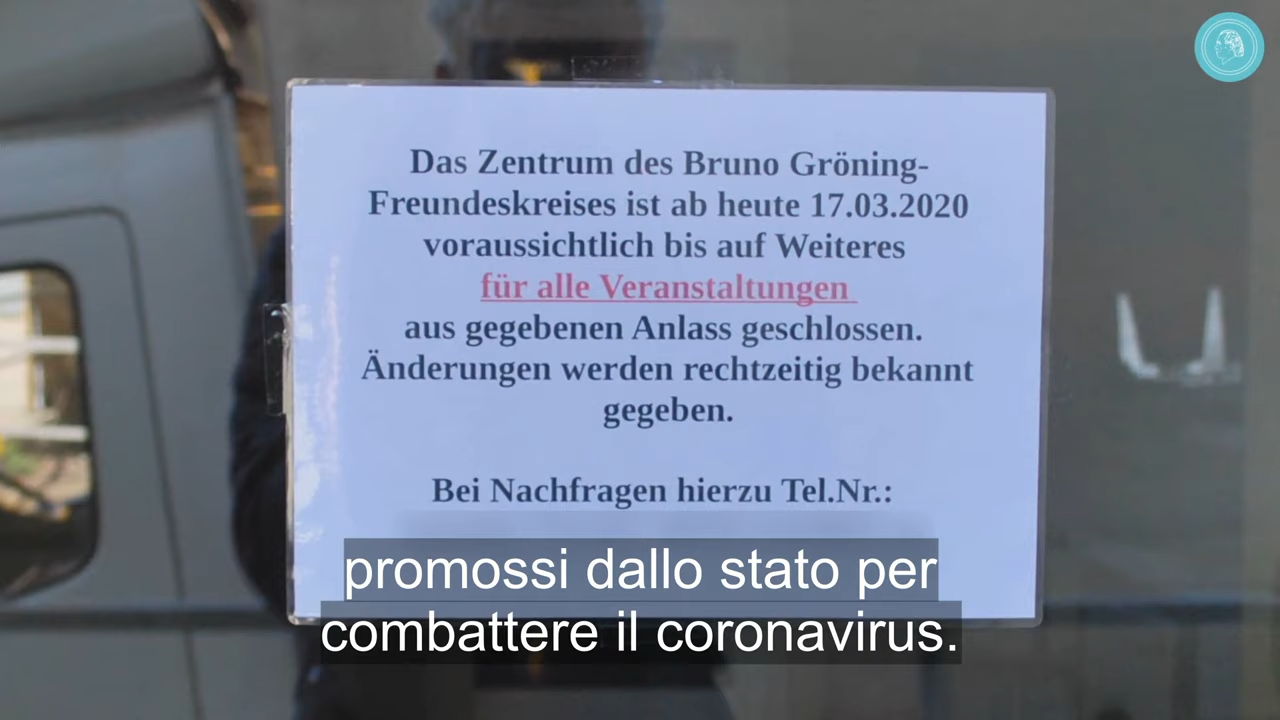 Das Zentrum des Bruno Gröning-
Freundeskreises ist ab heute 17.03.2020
voraussichtlich bis auf Weiteres
für alle Veranstaltungen
aus gegebenen Anlass geschlossen.
Änderungen werden rechtzeitig bekannt
gegeben.
Bei Nachfragen hierzu Tel.Nr.:
promossi dallo stato per
combattere il coronavirus.